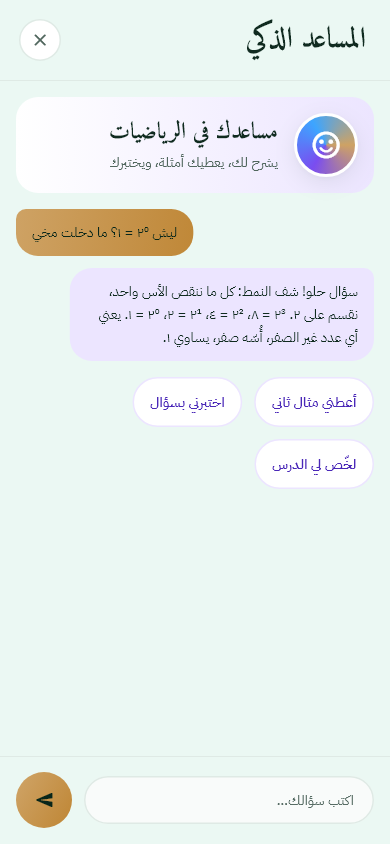 المساعد الذكي
مساعدك في الرياضيات
يشرح لك، يعطيك أمثلة، ويختبرك
ليش ٢⁰ = ١؟ ما دخلت مخي
سؤال حلو! شف النمط: كل ما ننقص الأس واحد،
نقسم على ٢. ٢³ = ٨، ٢² = ٤، ٢¹ = ٢، ٢⁰ = ١. يعني
أي عدد غير الصفر، أُسّه صفر، يساوي ١.
أعطني مثال ثاني
اختبرني بسؤال
لخّص لي الدرس
اكتب سؤالك...